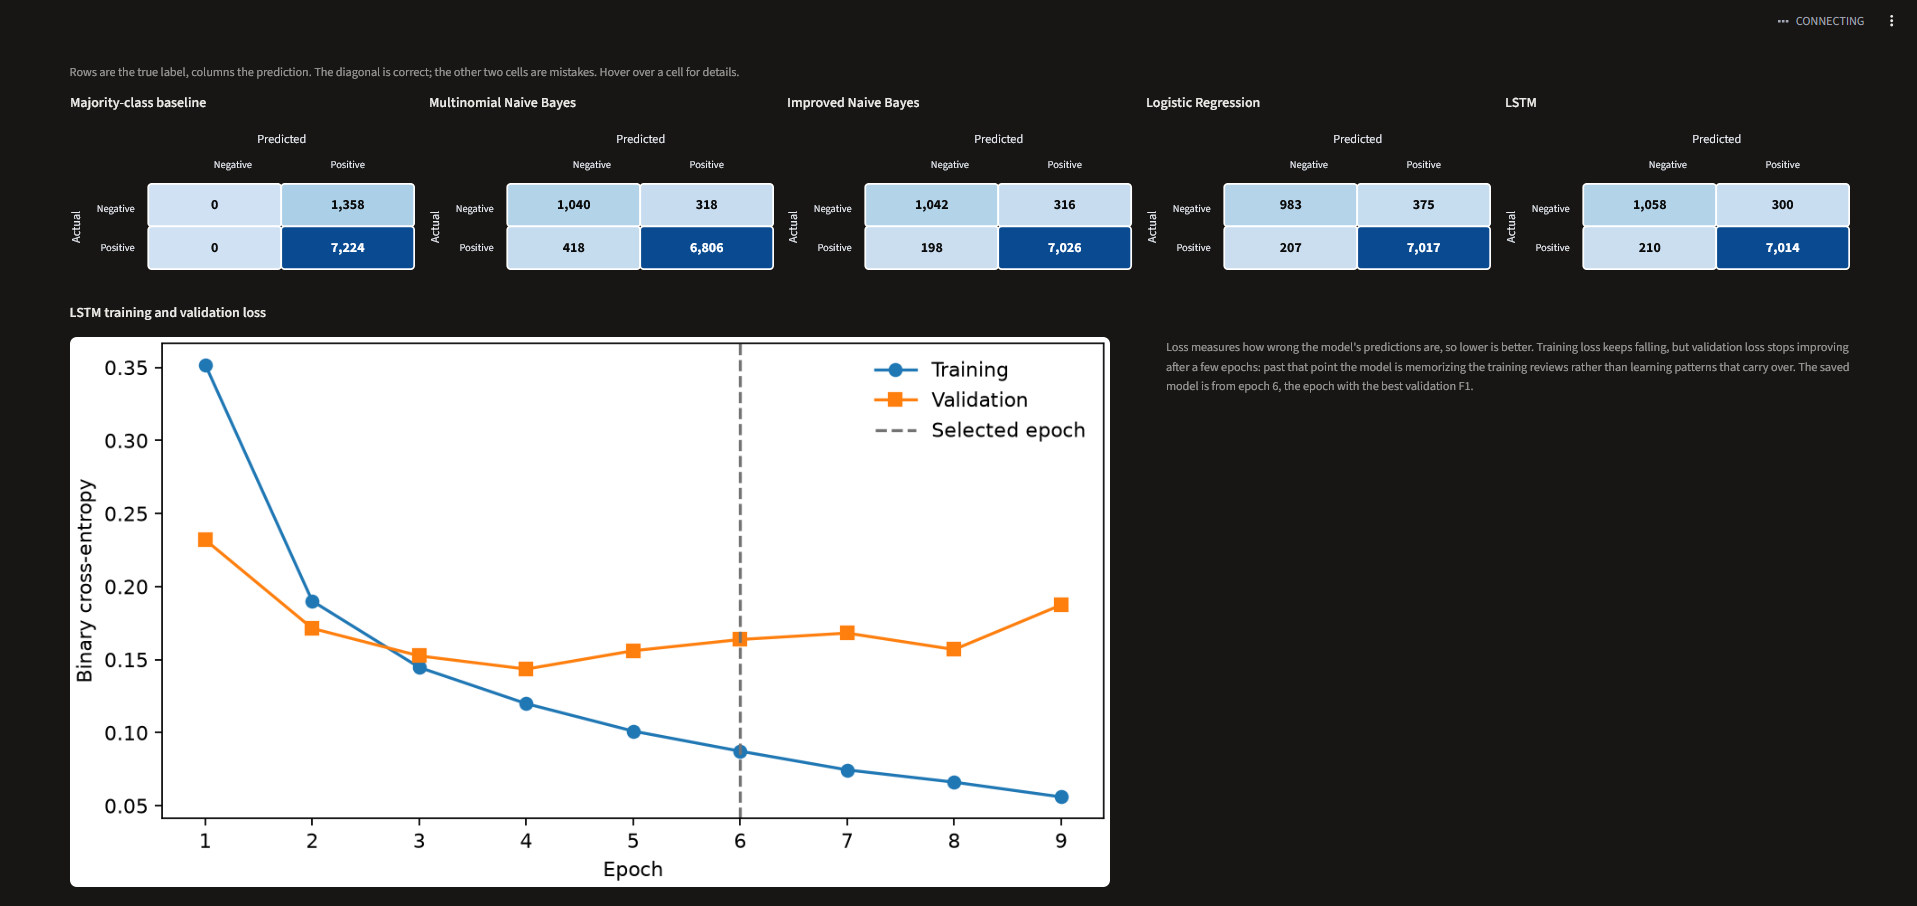 CONNECTING
Rows are the true label, columns the prediction. The diagonal is correct; the other two cells are mistakes. Hover over a cell for details.
Majority-class baseline
Predicted
Negative Positive
Actual
Negative 0 1,358
Positive 0 7,224
Multinomial Naive Bayes
Predicted
Negative Positive
Actual
Negative 1,040 318
Positive 418 6,806
Improved Naive Bayes
Predicted
Negative Positive
Actual
Negative 1,042 316
Positive 198 7,026
Logistic Regression
Predicted
Negative Positive
Actual
Negative 983 375
Positive 207 7,017
LSTM
Predicted
Negative Positive
Actual
Negative 1,058 300
Positive 210 7,014
LSTM training and validation loss
Binary cross-entropy
0.35
0.30
0.25
0.20
0.15
0.10
0.05
Training
Validation
Selected epoch
1 2 3 4 5 6 7 8 9
Epoch
Loss measures how wrong the model's predictions are, so lower is better. Training loss keeps falling, but validation loss stops improving
after a few epochs: past that point the model is memorizing the training reviews rather than learning patterns that carry over. The saved
model is from epoch 6, the epoch with the best validation F1.